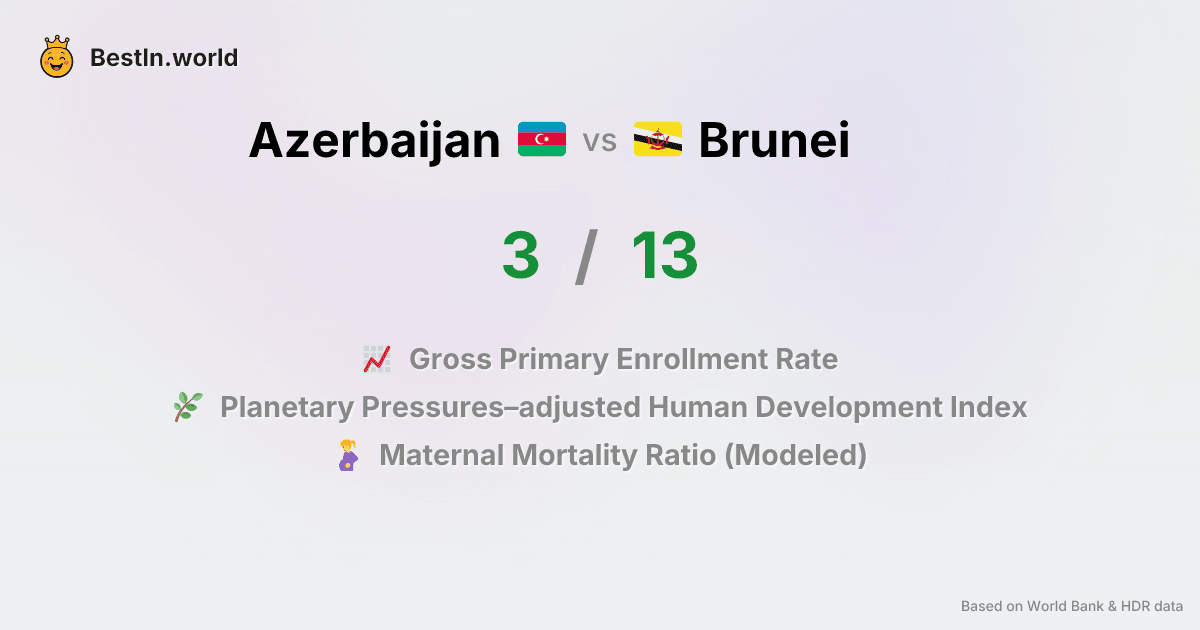 BestIn.world
Azerbaijan vs Brunei
3 / 13
Gross Primary Enrollment Rate
Planetary Pressures–adjusted Human Development Index
Maternal Mortality Ratio (Modeled)
Based on World Bank & HDR data